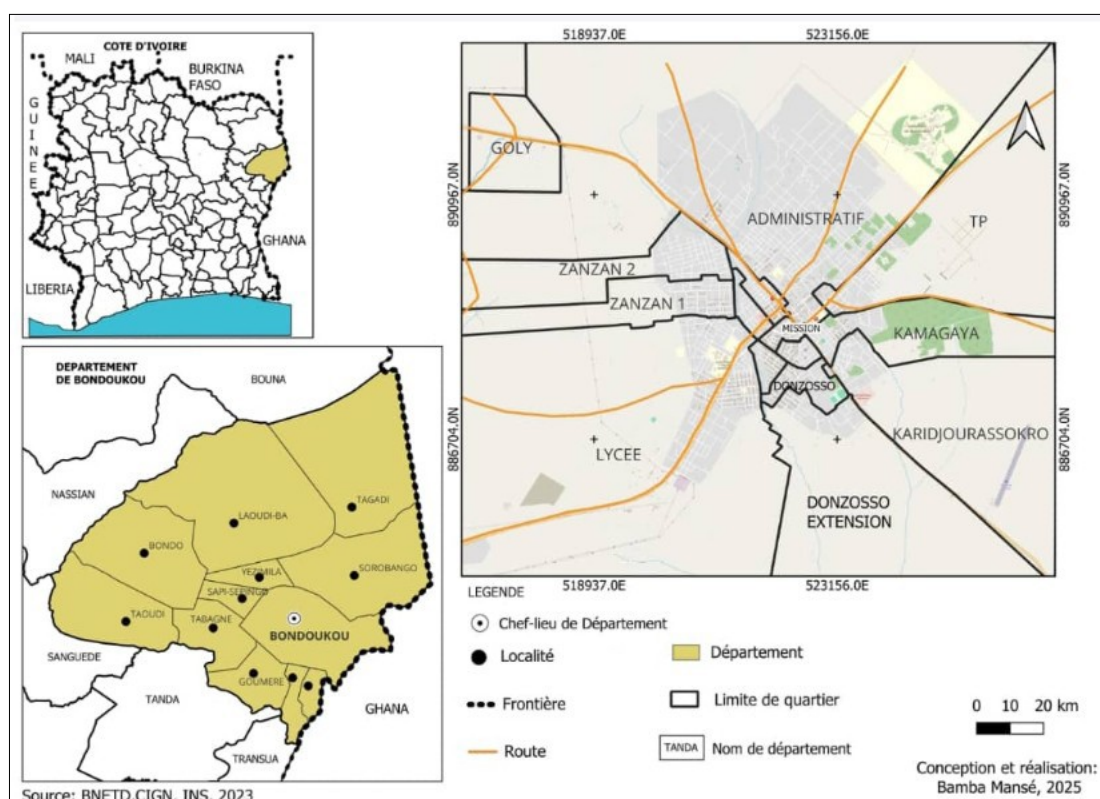 COTE D'IVOIRE
MALI
BURKINA
FASO
GUINEE
GHANA
LIBERIA
DEPARTEMENT
DE BONDOUKOU
BOUNA
NASSIAN
TAGADI
LAOUDI-BA
BONDO
YEZIMILA
SOROBANGO
SAPI-SEPINGO
TAOUDI
TABAGNE
BONDOUKOU
SANGUEDE
GOUMERE
TANDA
GHANA
TRANSUA
Source: BNETD,CIGN, INS, 2023
518937.0E
523156.0E
890967.0N
890967.0N
886704.0N
886704.0N
GOLY
ADMINISTRATIF
TP
ZANZAN 2
ZANZAN 1
MISSION
KAMAGAYA
DONZOSSO
KARIDJOURASSOKRO
LYCEE
DONZOSSO
EXTENSION
518937.0E
523156.0E
LEGENDE
Chef-lieu de Département
Localité
Département
Frontière
Limite de quartier
0 10 20 km
Route
TANDA
Nom de département
Conception et réalisation:
Bamba Mansé, 2025